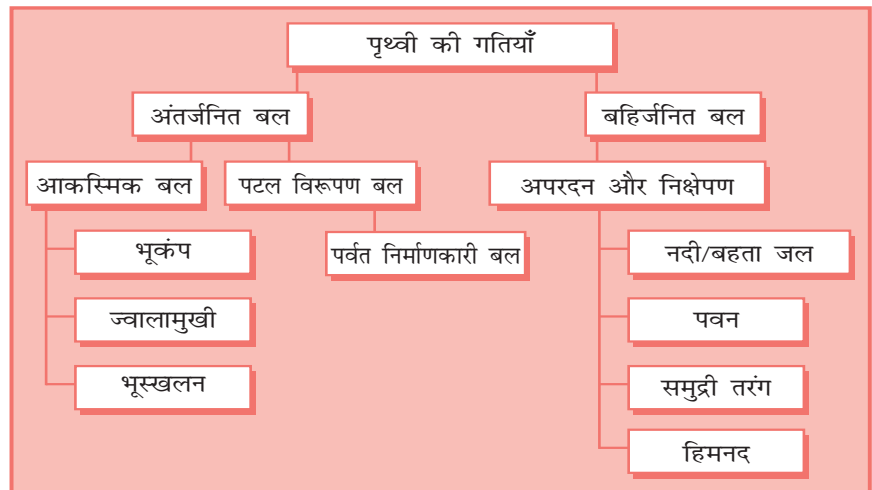 पृथ्वी की गतियाँ
अंतर्जनित बल
बहिर्जनित बल
आकस्मिक बल
पटल विरूपण बल
अपरदन और निक्षेपण
भूकंप
पर्वत निर्माणकारी बल
नदी/बहता जल
ज्वालामुखी
पवन
भूस्खलन
समुद्री तरंग
हिमनद